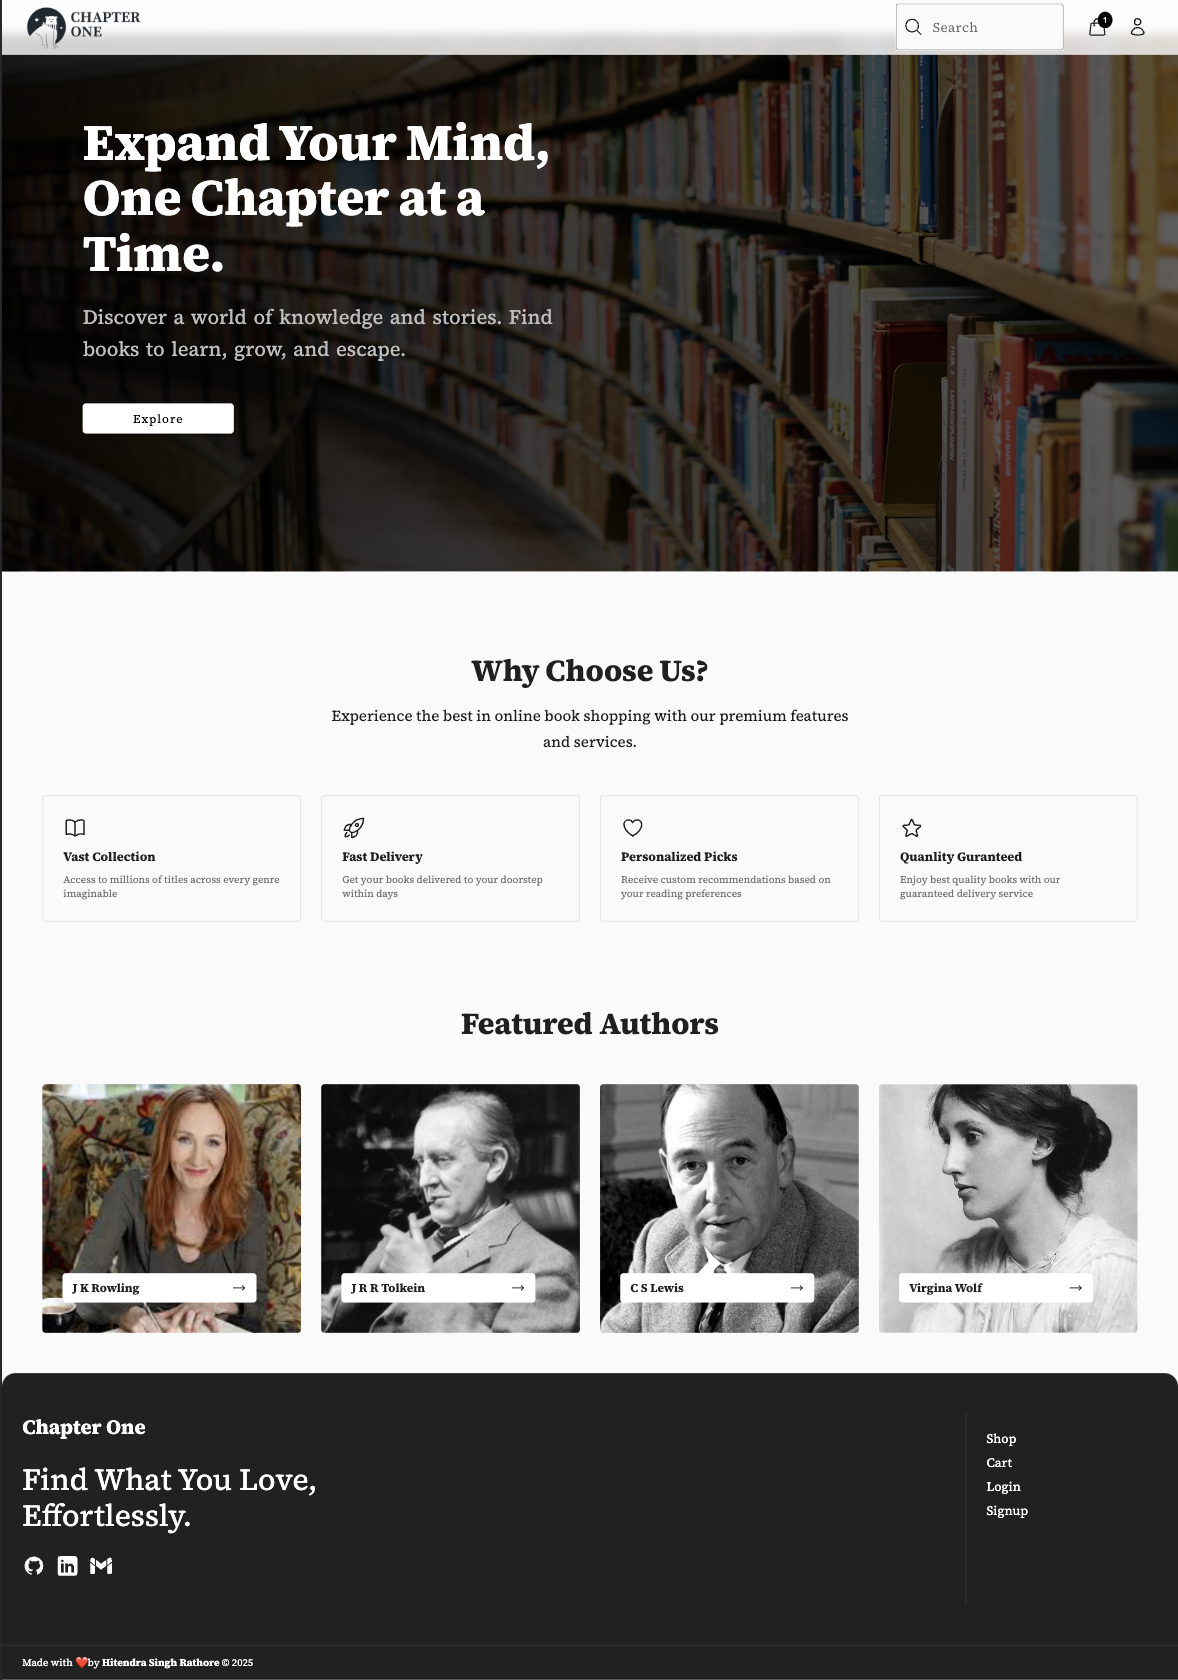 CHAPTER
ONE
Search
1
Expand Your Mind,
One Chapter at a
Time.
Discover a world of knowledge and stories. Find
books to learn, grow, and escape.
Explore
Why Choose Us?
Experience the best in online book shopping with our premium features
and services.
Vast Collection
Access to millions of titles across every genre
imaginable
Fast Delivery
Get your books delivered to your doorstep
within days
Personalized Picks
Receive custom recommendations based on
your reading preferences
Quanlity Guranteed
Enjoy best quality books with our
guaranteed delivery service
Featured Authors
J K Rowling
J R R Tolkein
C S Lewis
Virgina Wolf
Chapter One
Find What You Love,
Effortlessly.
Shop
Cart
Login
Signup
Made with ❤️by Hitendra Singh Rathore © 2025